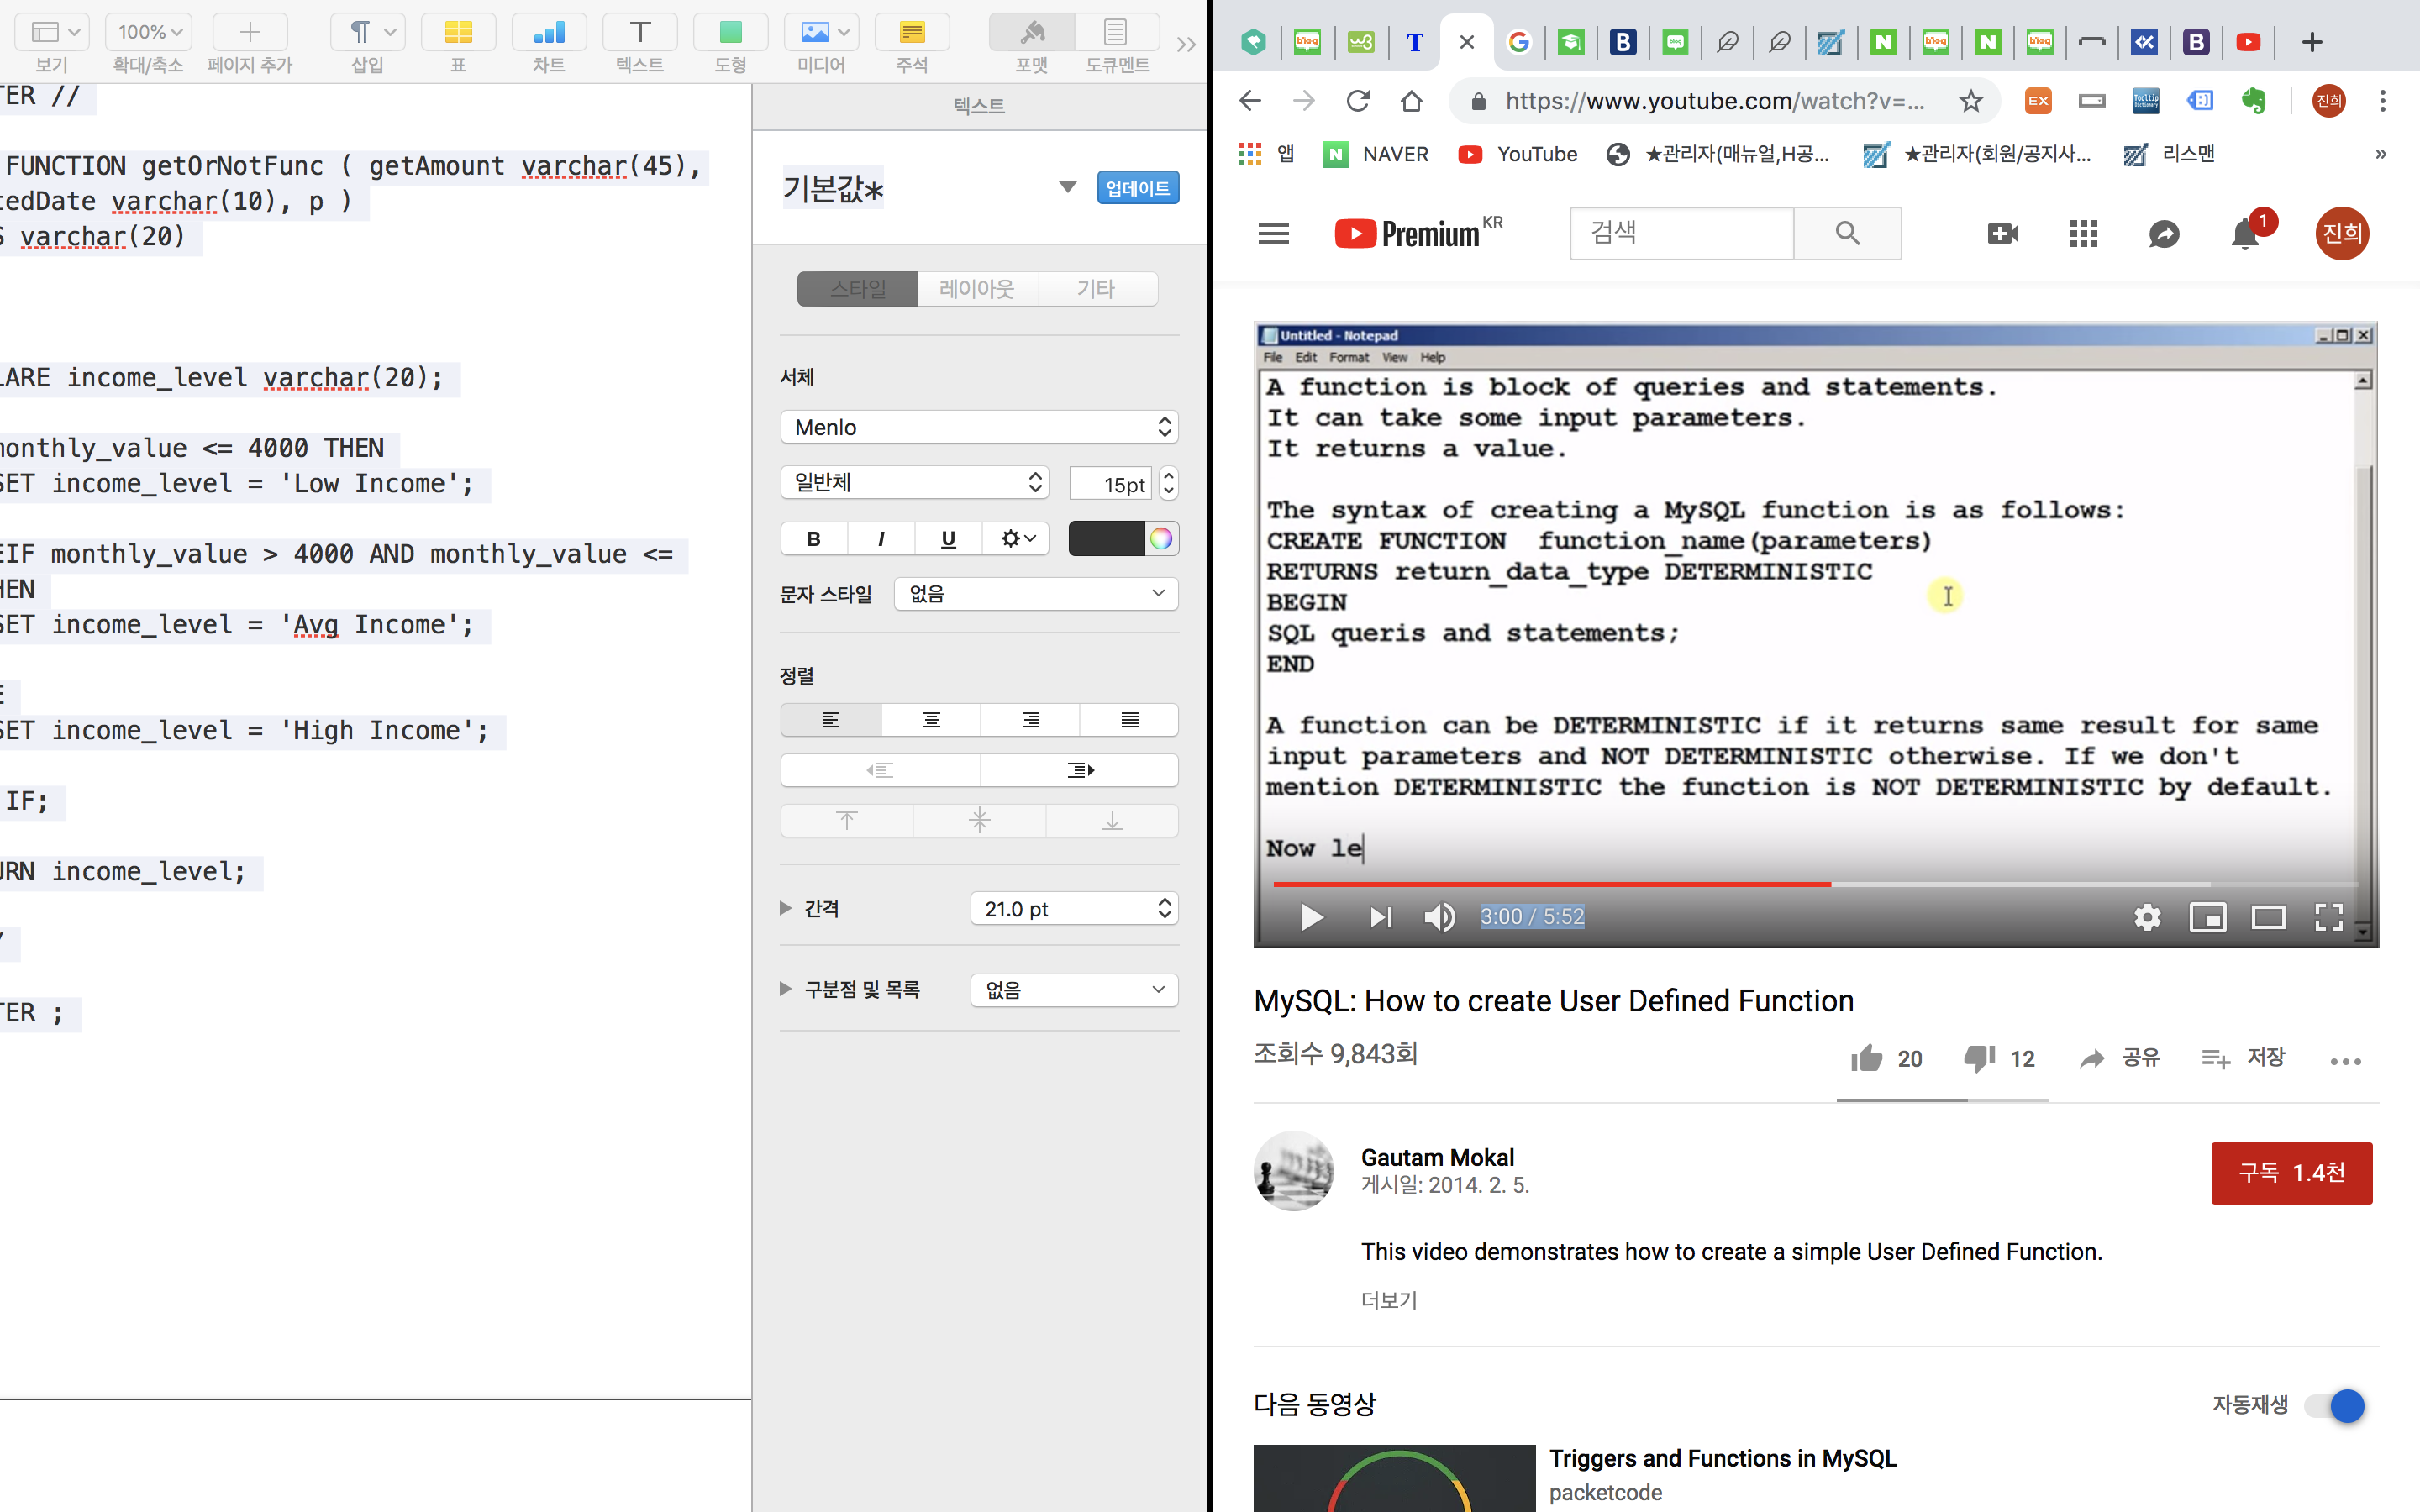 100%
보기
확대/축소
페이지 추가
삽입
표
차트
텍스트
도형
미디어
주석
포맷
도큐멘트
TER //
FUNCTION getOrNotFunc ( getAmount varchar(45),
tedDate varchar(10), p )
S varchar(20)
LARE income_level varchar(20);
monthly_value <= 4000 THEN
SET income_level = 'Low Income';
EIF monthly_value > 4000 AND monthly_value <=
HEN
SET income_level = 'Avg Income';
E
SET income_level = 'High Income';
IF;
URN income_level;
/
TER ;
텍스트
기본값*
업데이트
스타일
레이아웃
기타
서체
Menlo
일반체
15pt
B I U
문자 스타일
없음
정렬
간격
21.0 pt
구분점 및 목록
없음
https://www.youtube.com/watch?v=...
진희
앱
NAVER
YouTube
★관리자(매뉴얼,H공...
★관리자(회원/공지사...
리스맨
»
Premium KR
검색
1
진희
Untitled - Notepad
File Edit Format View Help
A function is block of queries and statements.
It can take some input parameters.
It returns a value.
The syntax of creating a MySQL function is as follows:
CREATE FUNCTION function_name(parameters)
RETURNS return_data_type DETERMINISTIC
BEGIN
SQL queris and statements;
END
A function can be DETERMINISTIC if it returns same result for same
input parameters and NOT DETERMINISTIC otherwise. If we don't
mention DETERMINISTIC the function is NOT DETERMINISTIC by default.
Now le
3:00 / 5:52
MySQL: How to create User Defined Function
조회수 9,843회
20
12
공유
저장
Gautam Mokal
게시일: 2014. 2. 5.
구독 1.4천
This video demonstrates how to create a simple User Defined Function.
더보기
다음 동영상
자동재생
Triggers and Functions in MySQL
packetcode